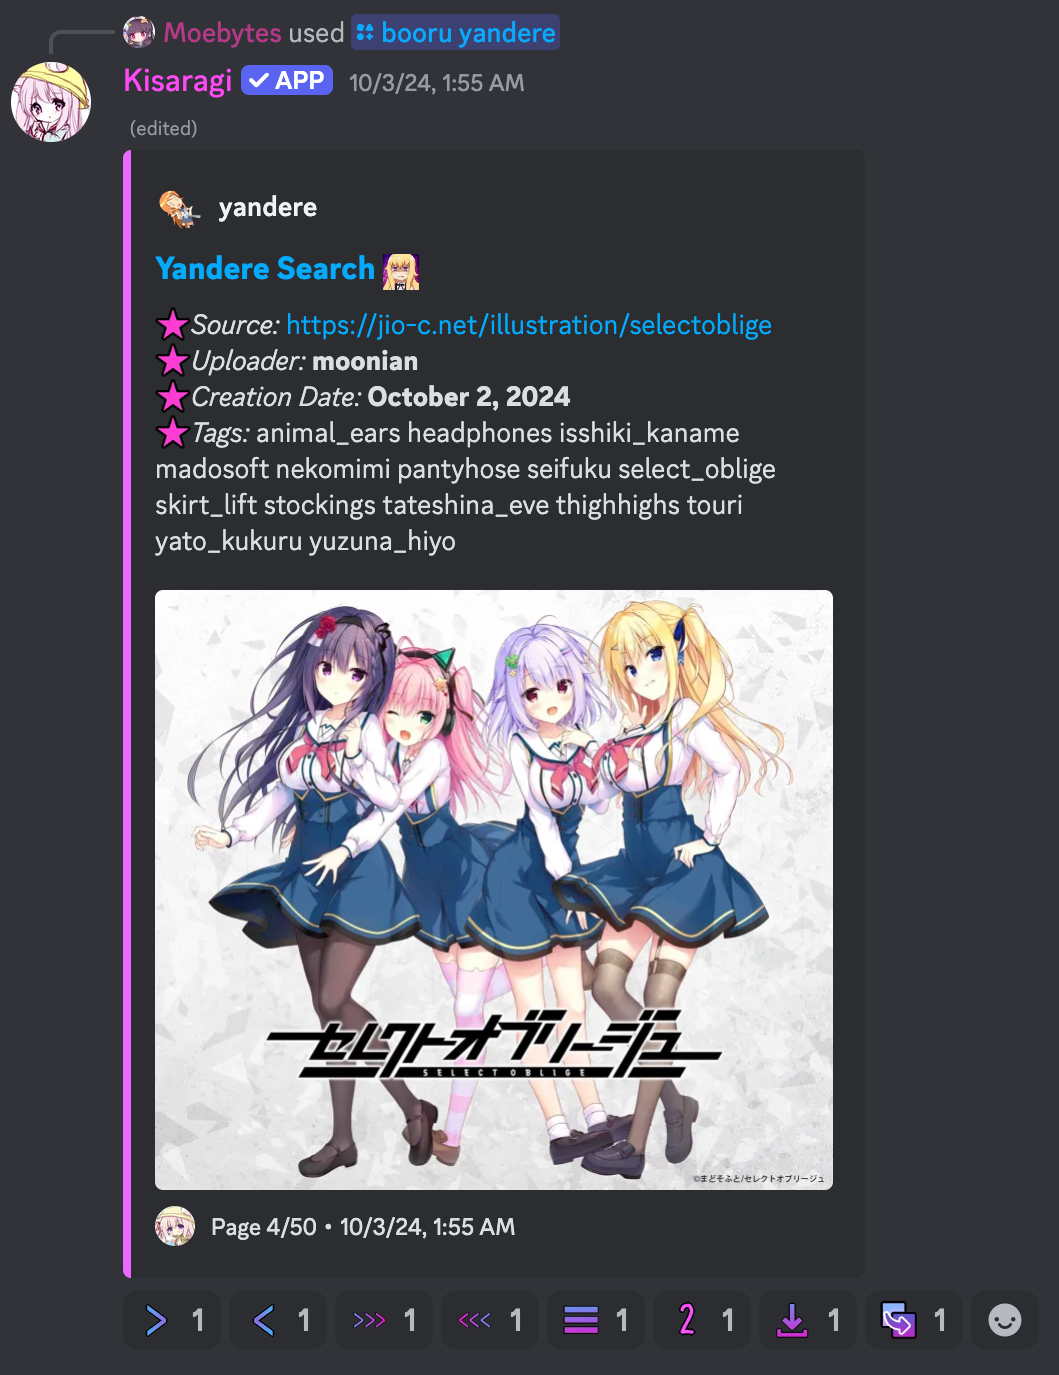 Moebytes used booru yandere
Kisaragi APP 10/3/24, 1:55 AM
(edited)
yandere
Yandere Search
Source: https://jio-c.net/illustration/selectoblige
Uploader: moonian
Creation Date: October 2, 2024
Tags: animal_ears headphones isshiki_kaname
madosoft nekomimi pantyhose seifuku select_oblige
skirt_lift stockings tateshina_eve thighhighs touri
yato_kukuru yuzuna_hiyo
セレクトオブリージュ
SELECT OBLIGE
©まどそふと/セレクトオブリージュ
Page 4/50 • 10/3/24, 1:55 AM
1 1 1 1 1 2 1 1 1